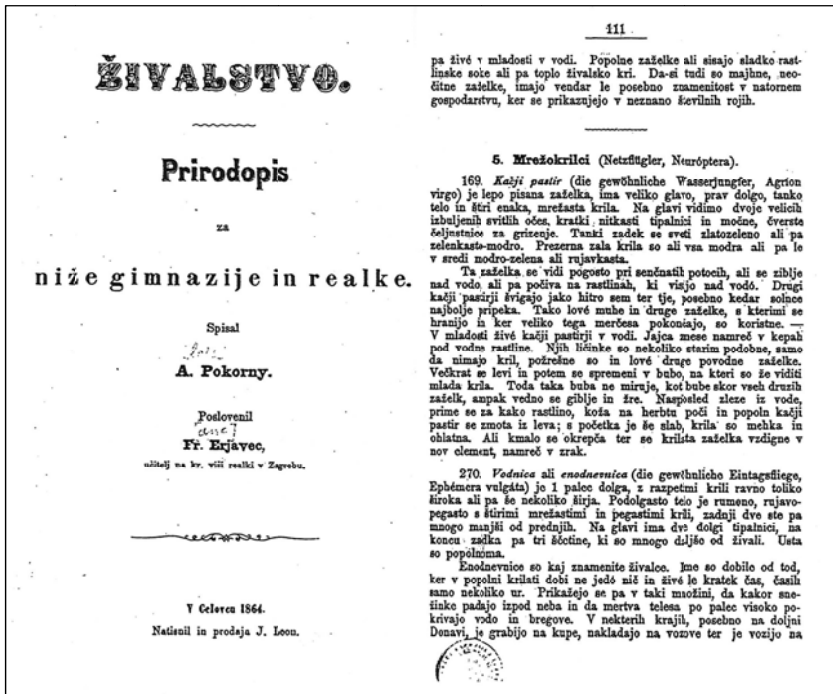 ŽIVALSTVO.
Prirodopis
za
niže gimnazije in realke.
Spisal
A. Pokorny.
Poslovenil
Fr. Erjavec,
učitelj na kr. viši realki v Zagrebu.
V Celovcu 1864.
Natisnil in prodaja J. Leon.
111
pa živé v mladosti v vodi. Popolne zaželke ali sisajo sladko rast-
linske soke ali pa toplo živalsko kri. Da-si tudi so majhne, neo-
čitne zaželke, imajo vendar le posebno znamenitost v natornem
gospodarstvu, ker se prikazujejo v neznano številnih rojih.
5. Mrežokrilci (Netzflügler, Neuróptera).
169. Kačji pastir (die gewöhnliche Wasserjungfer, Agrion
virgo) je lepo pisana zaželka, ima veliko glavo, prav dolgo, tanko
telo in štiri enaka, mrežasta krila. Na glavi vidimo dvoje velicih
izbuljenih svitlih očes, kratki, nitkasti tipalnici in močne, čverste
čeljustnice za grizenje. Tanki zadek se sveti zlatozeleno ali pa
zelenkasto-modro. Prezerna zala krila so ali vsa modra ali pa le
v sredi modro-zelena ali rujavkasta.
Ta zaželka se vidi pogosto pri senčnatih potocih, ali se ziblje
nad vodo ali pa počiva na rastlinah, ki visjo nad vodó. Drugi
kačji pastirji švigajo jako hitro sem ter tje, posebno kedar solnce
najbolje pripeka. Tako lové muhe in druge zaželke, s kterimi se
hranijo in ker veliko tega merčesa pokončajo, so koristne. —
V mladosti živé kačji pastirji v vodi. Jajca mese namreč v kepah
pod vodne rastline. Njih ličinke so nekoliko starim podobne, samo
da nimajo kril, požrešne so in lové druge povodne zaželke.
Večkrat se levi in potem se spremeni v bubo, na kteri so že viditi
mlada krila. Toda taka buba ne miruje, kot bube skor vseh druzih
zaželk, ampak vedno se giblje in žre. Nasposled zleze iz vode,
prime se za kako rastlino, koža na herbtu poči in popoln kačji
pastir se zmota iz leva; s početka je še slab, krila so mehka in
ohlatna. Ali kmalo se okrepča ter se krilata zaželka vzdigne v
nov element, namreč v zrak.
270. Vodnica ali enodnevnica (die gewöhnliche Eintagsfliege,
Ephémera vulgáta) je 1 palec dolga, z razpetmi krili ravno toliko
široka ali pa še nekoliko širja. Podolgasto telo je rumeno, rujavo-
pegasto s štirimi mrežastimi in pegastimi krili, zadnji dve ste pa
mnogo manjši od prednjih. Na glavi ima dve dolgi tipalnici, na
koncu zadka pa tri ščetine, ki so mnogo daljše od živali. Usta
so popolnoma.
Enodnevnice so kaj znamenite živalce. Ime so dobile od tod,
ker v popolni krilati dobi ne jedó nič in živé le kratek čas, časih
samo nekoliko ur. Prikažejo se pa v taki množini, da kakor sne-
žinke padajo izpod neba in da mertva telesa po palec visoko po-
krivajo vodo in bregove. V nekterih krajih, posebno na doljni
Donavi, je grabijo na kupe, nakladajo na vozove ter je vozijo na